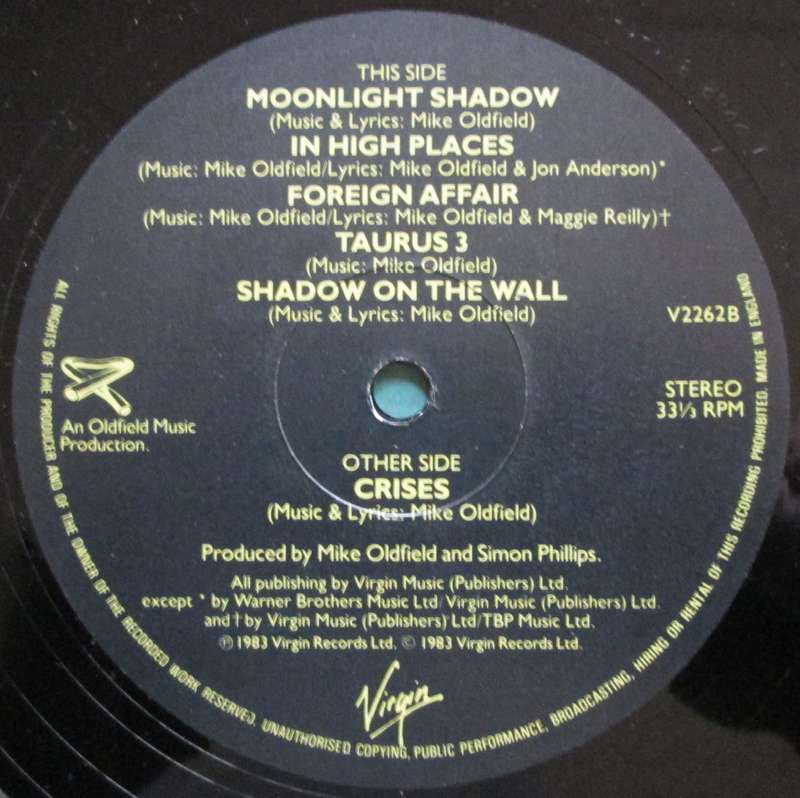 THIS SIDE
MOONLIGHT SHADOW
(Music & Lyrics: Mike Oldfield)
IN HIGH PLACES
(Music: Mike Oldfield/Lyrics: Mike Oldfield & Jon Anderson)*
FOREIGN AFFAIR
(Music: Mike Oldfield/Lyrics: Mike Oldfield & Maggie Reilly)†
TAURUS 3
(Music: Mike Oldfield)
SHADOW ON THE WALL
(Music & Lyrics: Mike Oldfield)
V2262B
STEREO
33⅓ RPM
An Oldfield Music
Production.
OTHER SIDE
CRISES
(Music & Lyrics: Mike Oldfield)
Produced by Mike Oldfield and Simon Phillips.
All publishing by Virgin Music (Publishers) Ltd.
except * by Warner Brothers Music Ltd/Virgin Music (Publishers) Ltd.
and † by Virgin Music (Publishers) Ltd/TBP Music Ltd.
℗ 1983 Virgin Records Ltd. © 1983 Virgin Records Ltd.
Virgin
ALL RIGHTS OF THE PRODUCER AND OF THE OWNER OF THE RECORDED WORK RESERVED. UNAUTHORISED COPYING, PUBLIC PERFORMANCE, BROADCASTING, HIRING OR RENTAL OF THIS RECORDING PROHIBITED. MADE IN ENGLAND